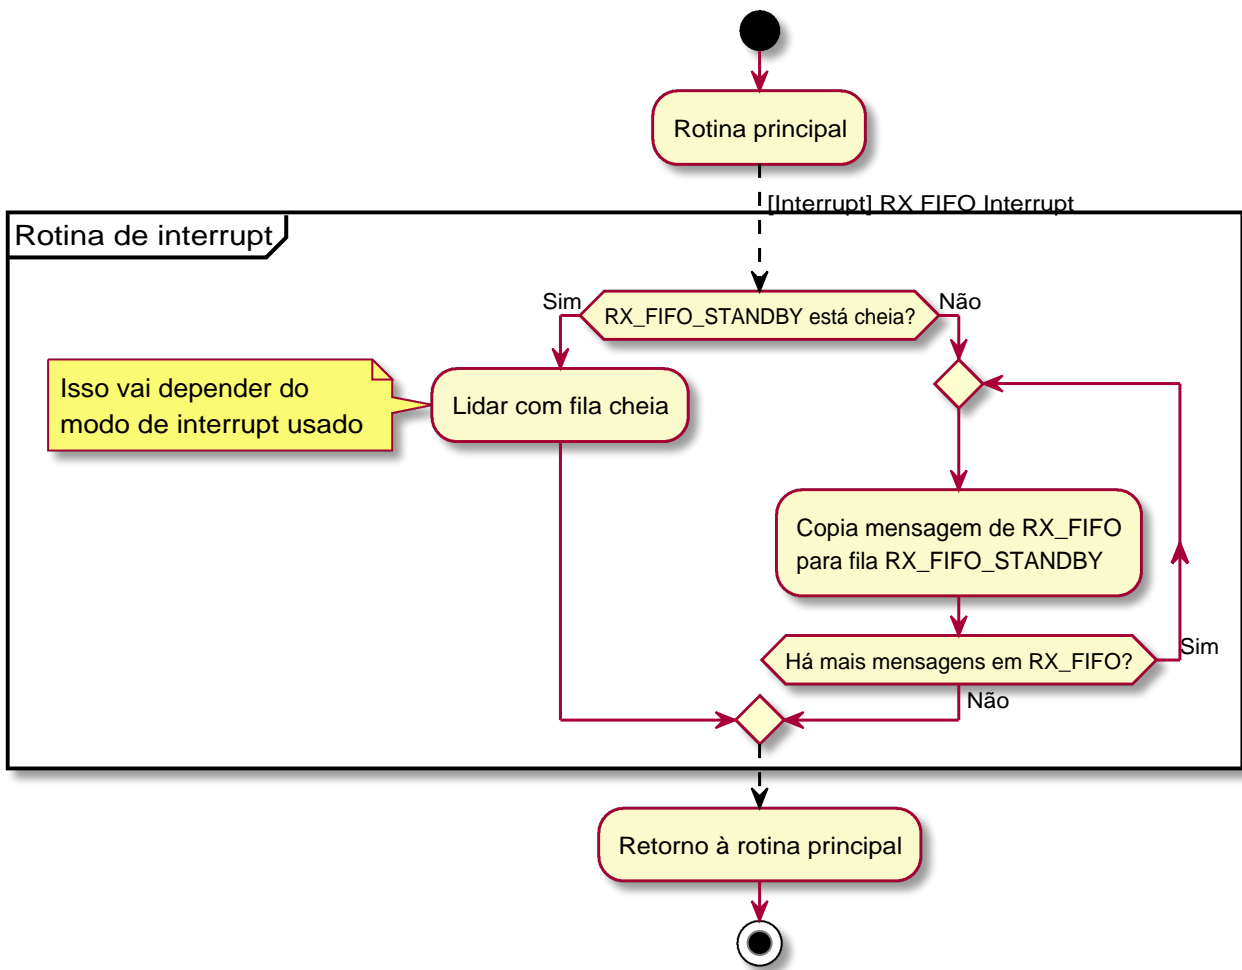 Rotina principal
[Interrupt] RX FIFO Interrupt
Rotina de interrupt
Sim
RX_FIFO_STANDBY está cheia?
Não
Isso vai depender do
modo de interrupt usado
Lidar com fila cheia
Copia mensagem de RX_FIFO
para fila RX_FIFO_STANDBY
Há mais mensagens em RX_FIFO?
Sim
Não
Retorno à rotina principal